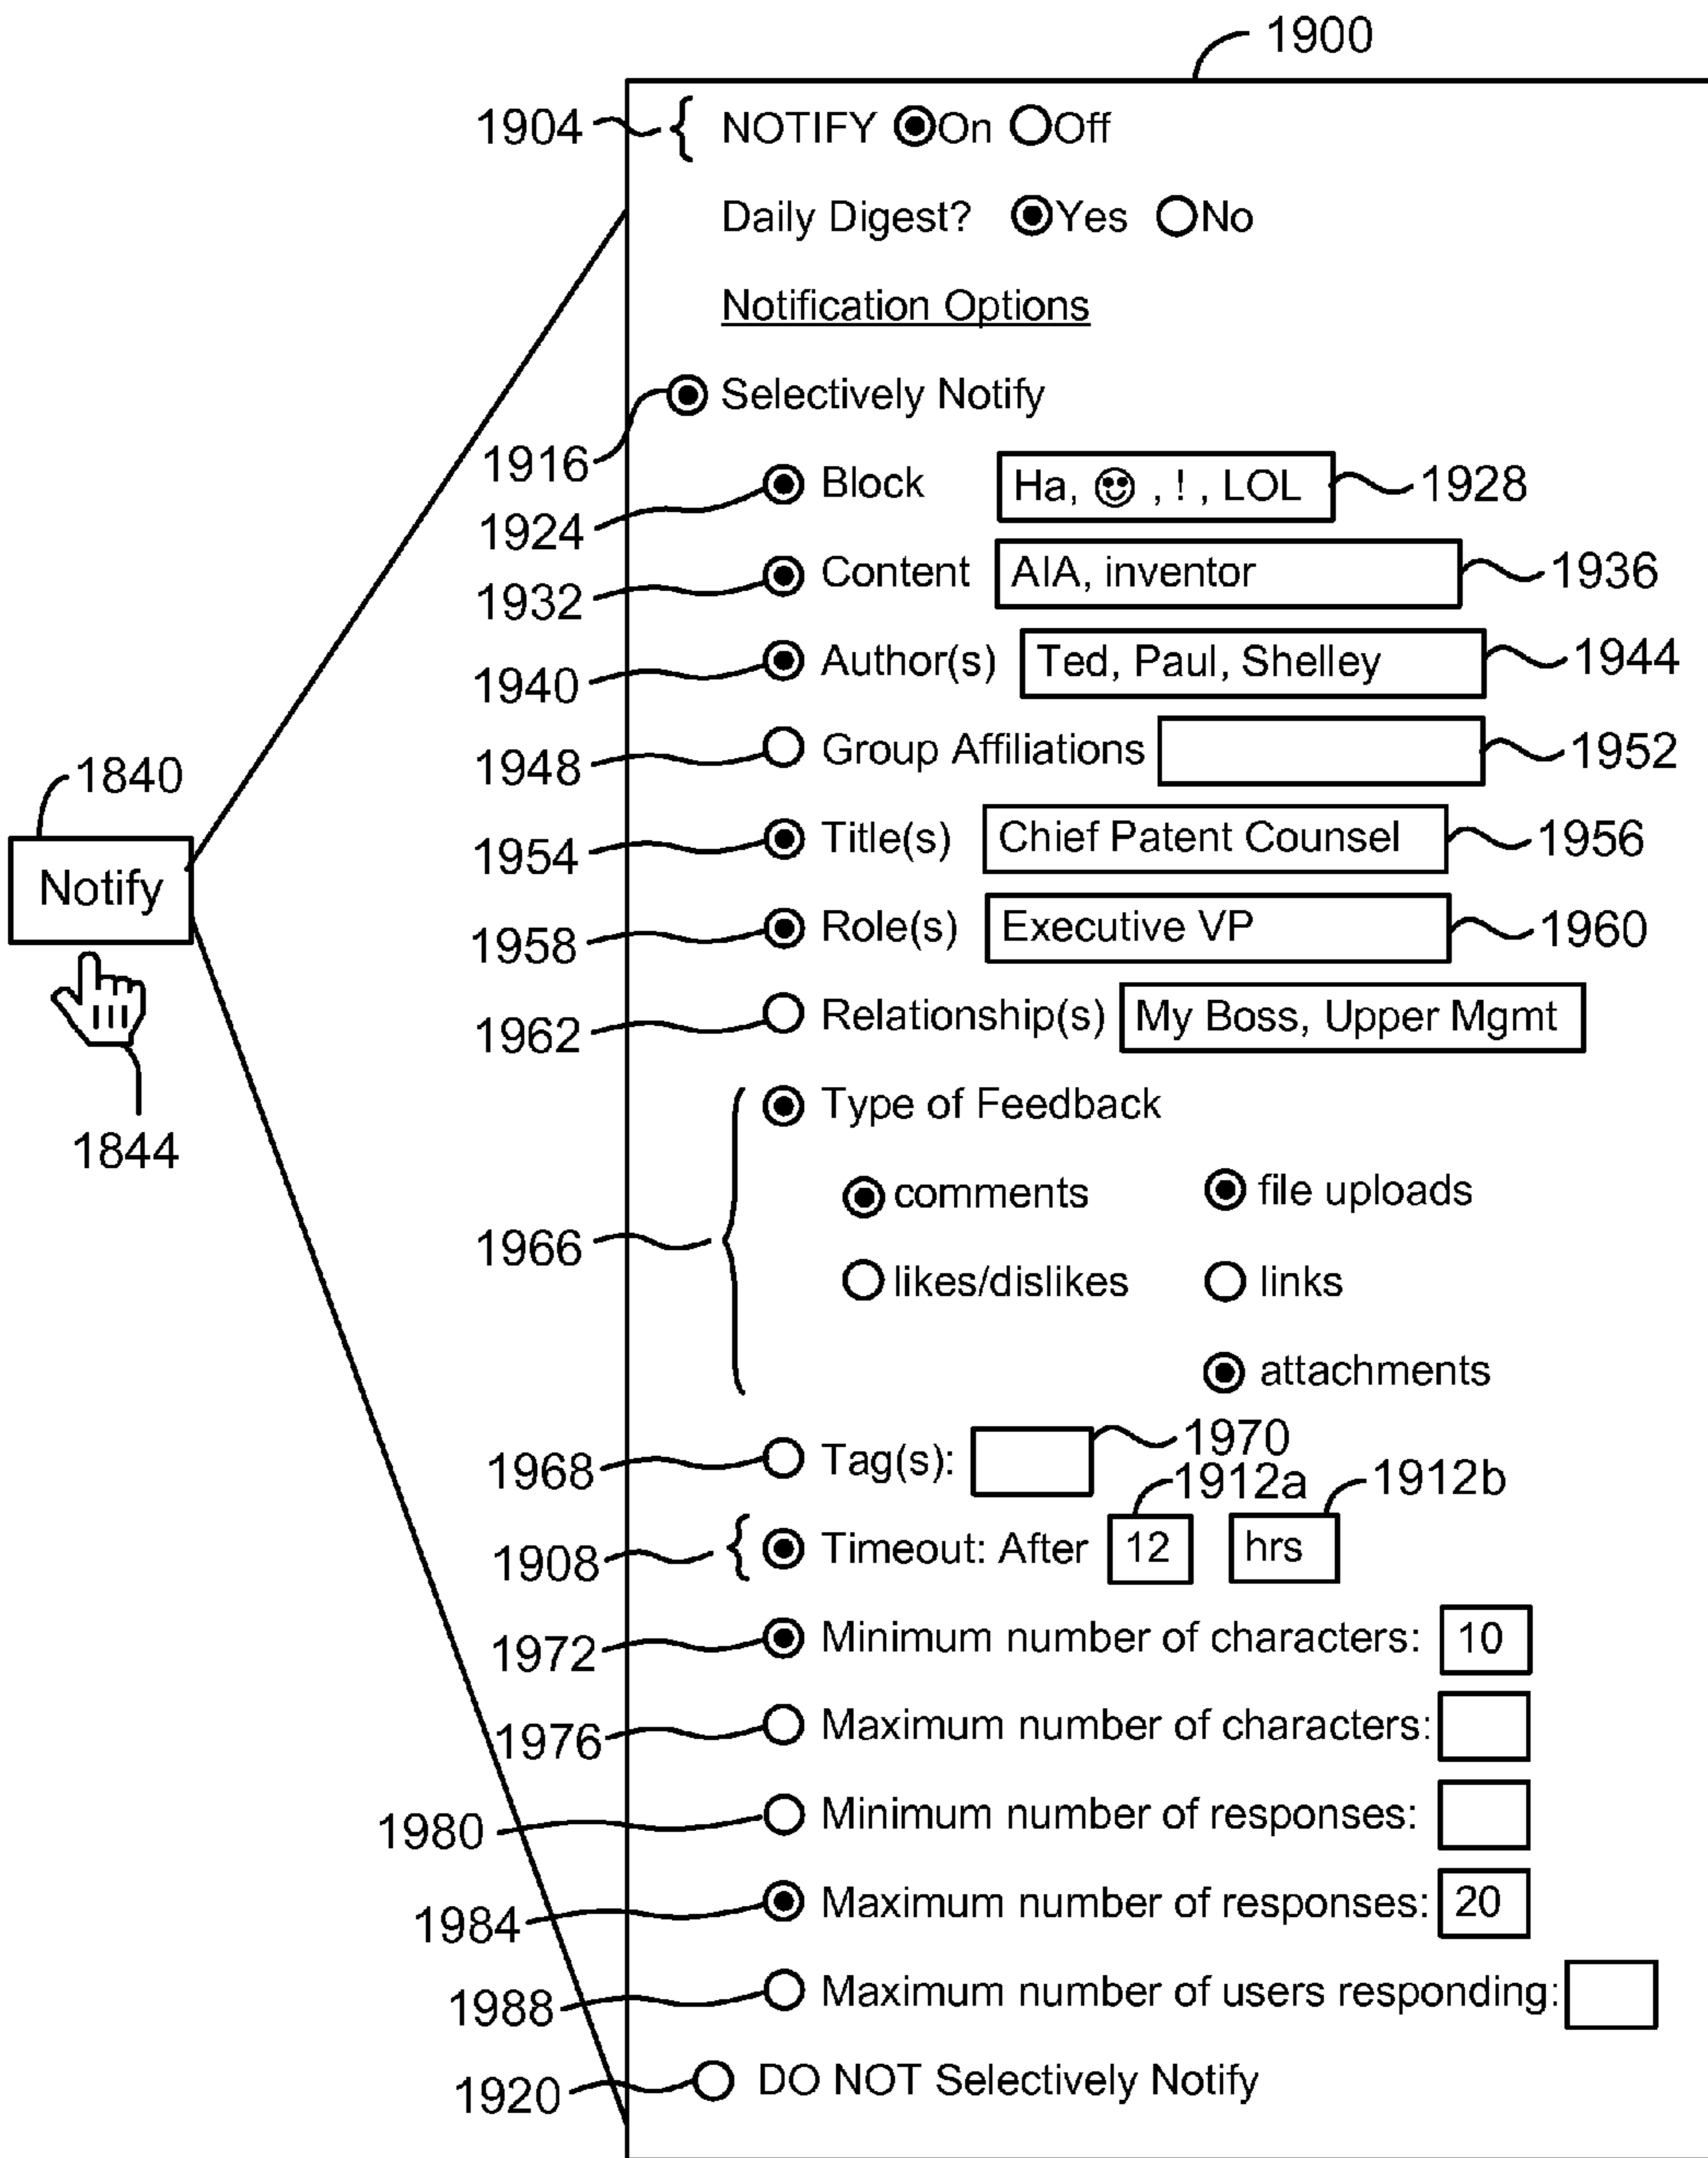 1900
1904 NOTIFY On Off
Daily Digest? Yes No
Notification Options
Selectively Notify
1916
Block Ha, ☻ , ! , LOL 1928
1924
Content AIA, inventor 1936
1932
Author(s) Ted, Paul, Shelley 1944
1940
Group Affiliations 1952
1948
1840
Title(s) Chief Patent Counsel 1956
1954
Notify
Role(s) Executive VP 1960
1958
Relationship(s) My Boss, Upper Mgmt
1962
Type of Feedback
1844
comments file uploads
1966
likes/dislikes links
attachments
1970
1968 Tag(s):
1912a 1912b
1908 Timeout: After 12 hrs
1972 Minimum number of characters: 10
1976 Maximum number of characters:
1980 Minimum number of responses:
1984 Maximum number of responses: 20
1988 Maximum number of users responding:
1920 DO NOT Selectively Notify